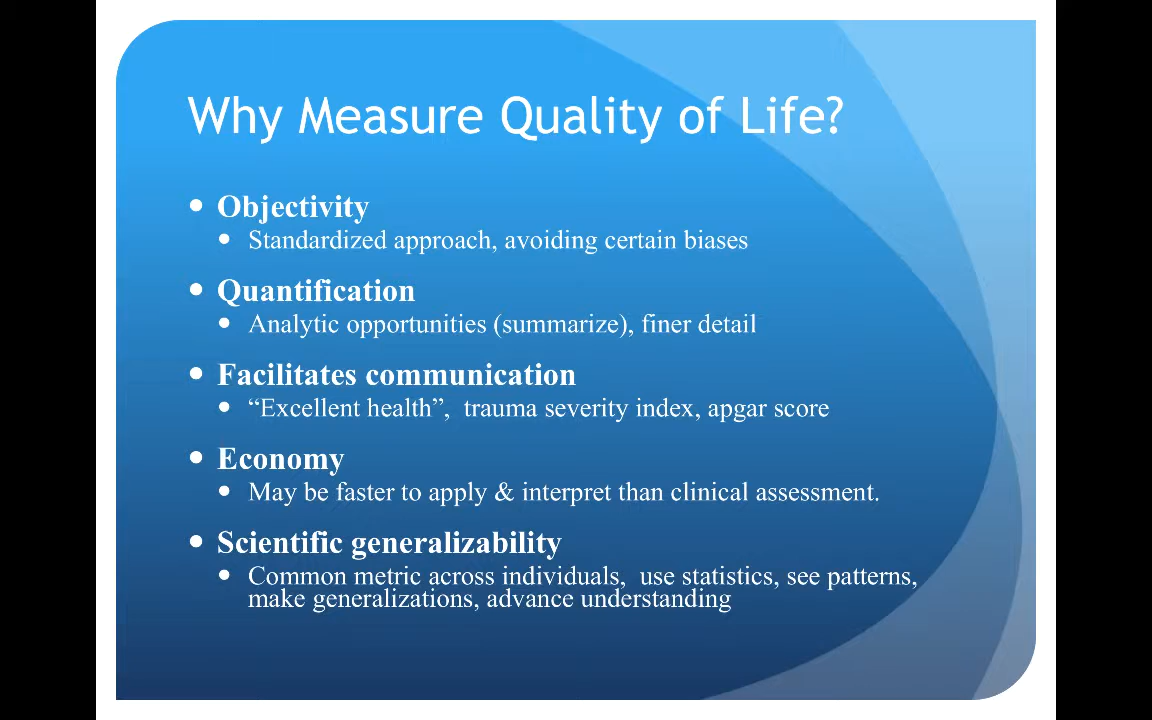 Why Measure Quality of Life?
• Objectivity
• Standardized approach, avoiding certain biases
• Quantification
• Analytic opportunities (summarize), finer detail
• Facilitates communication
• “Excellent health”,  trauma severity index, apgar score
• Economy
• May be faster to apply & interpret than clinical assessment.
• Scientific generalizability
• Common metric across individuals,  use statistics, see patterns,
make generalizations, advance understanding